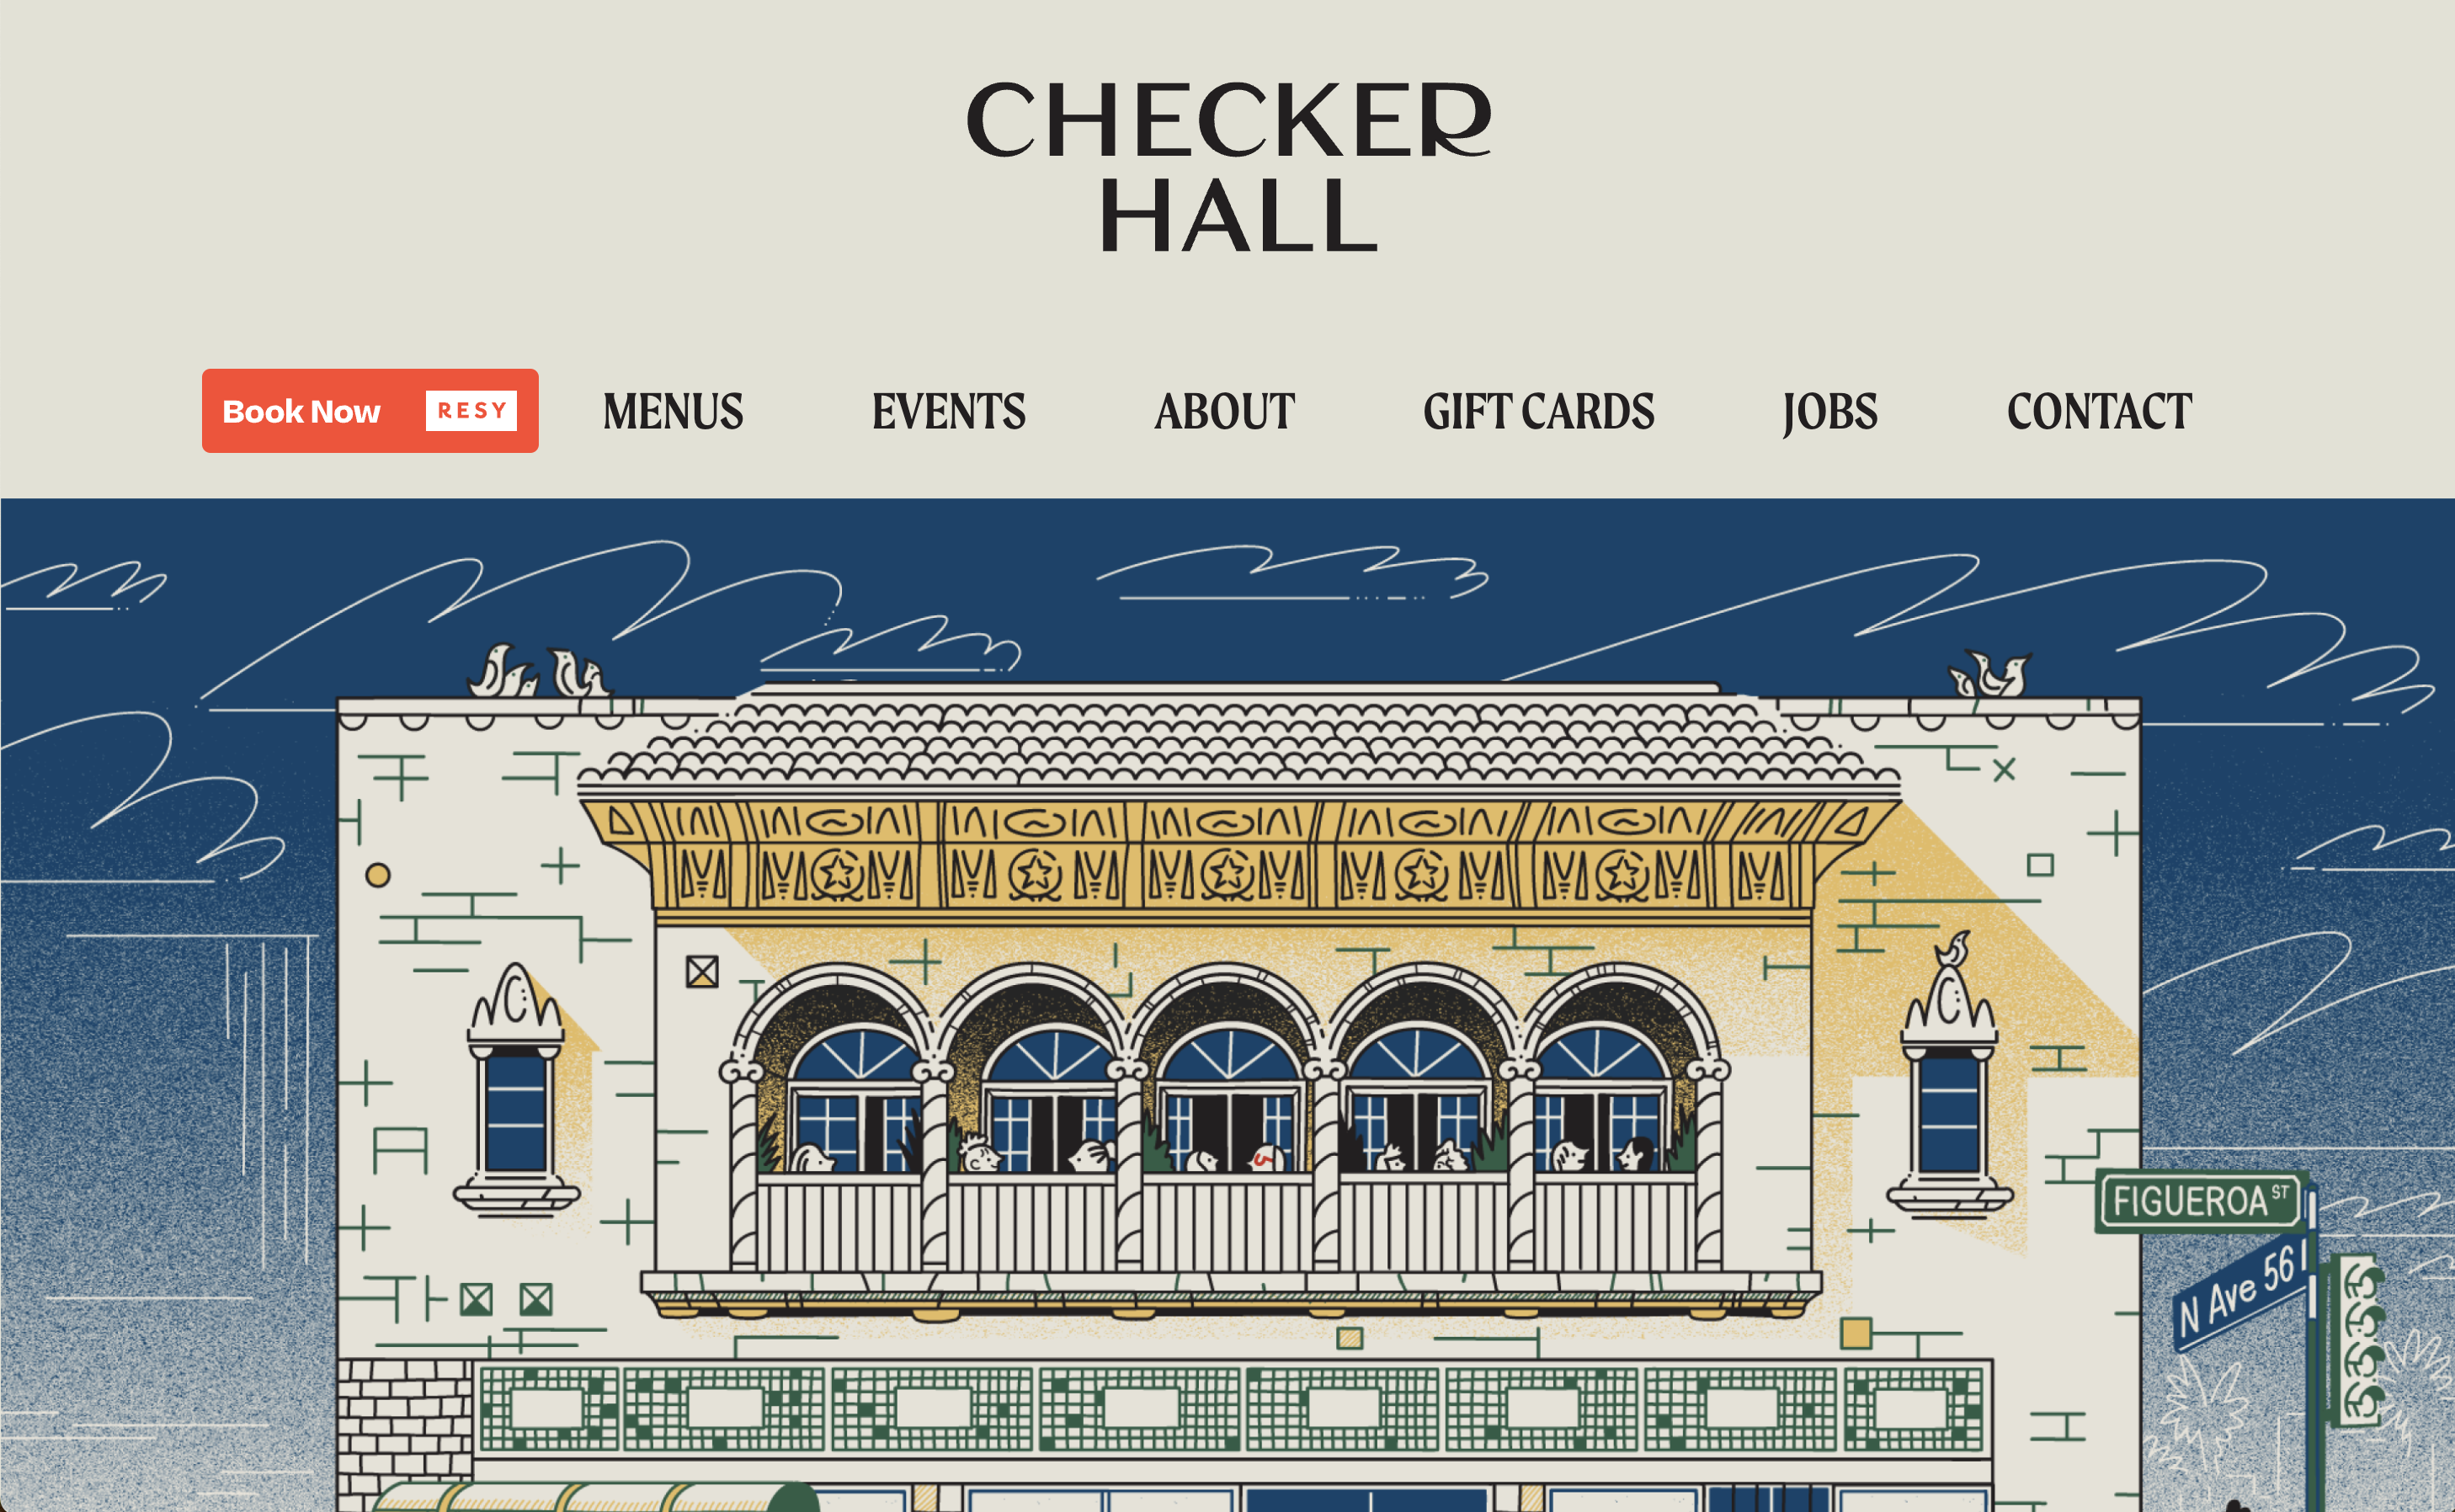 CHECKER
HALL
Book Now RESY MENUS EVENTS ABOUT GIFT CARDS JOBS CONTACT
C C
FIGUEROA ST
N Ave 56